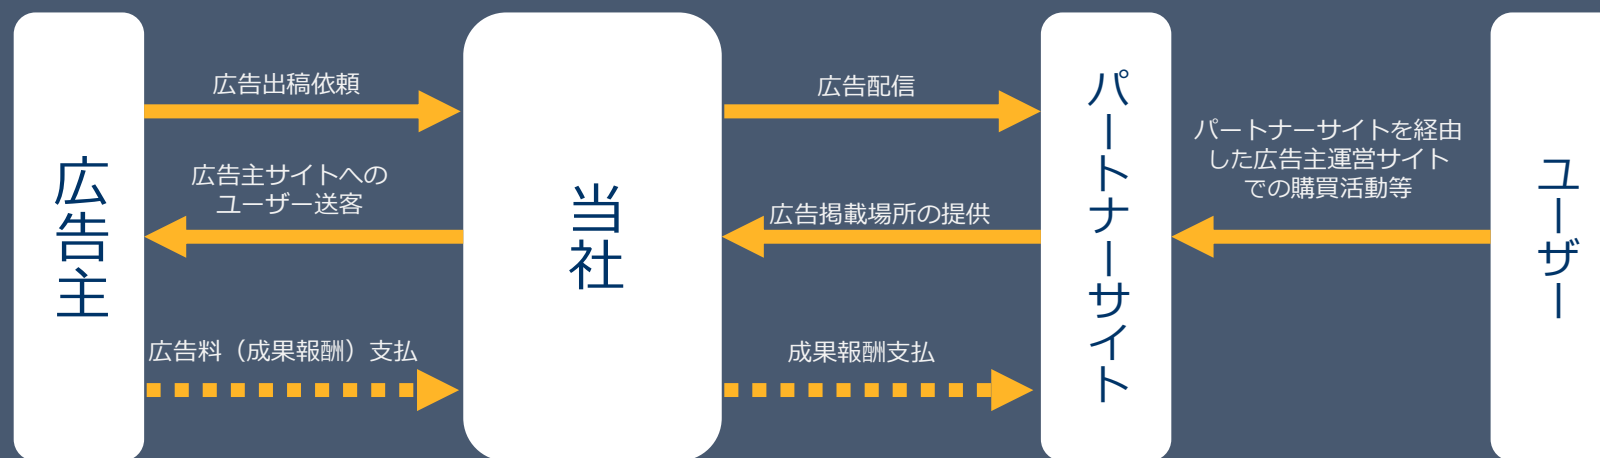 広告主
広告出稿依頼
広告主サイトへの
ユーザー送客
広告料（成果報酬）支払
当社
広告配信
広告掲載場所の提供
成果報酬支払
パートナーサイト
パートナーサイトを経由
した広告主運営サイト
での購買活動等
ユーザー